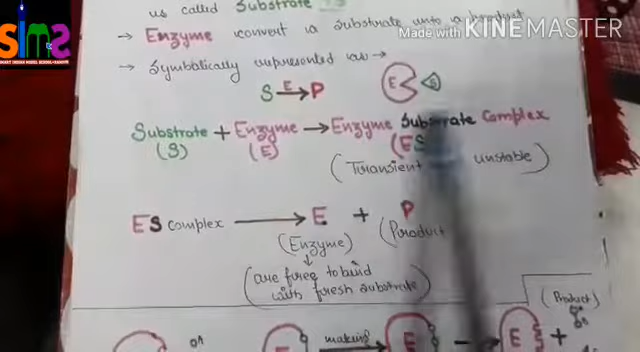 is called Substrate
→ Enzyme convert a substrate into a product
Made with KINEMASTER
SIMS
→ Symbolically represented as →
S E→ P
E S
Substrate + Enzyme → Enzyme Substrate Complex
(S) (E) (ES
(Transient unstable)
ES complex → E + P
(Enzyme) (Product
↓
(are free to bind
with fresh substrate)
(Product)
making
E E E +